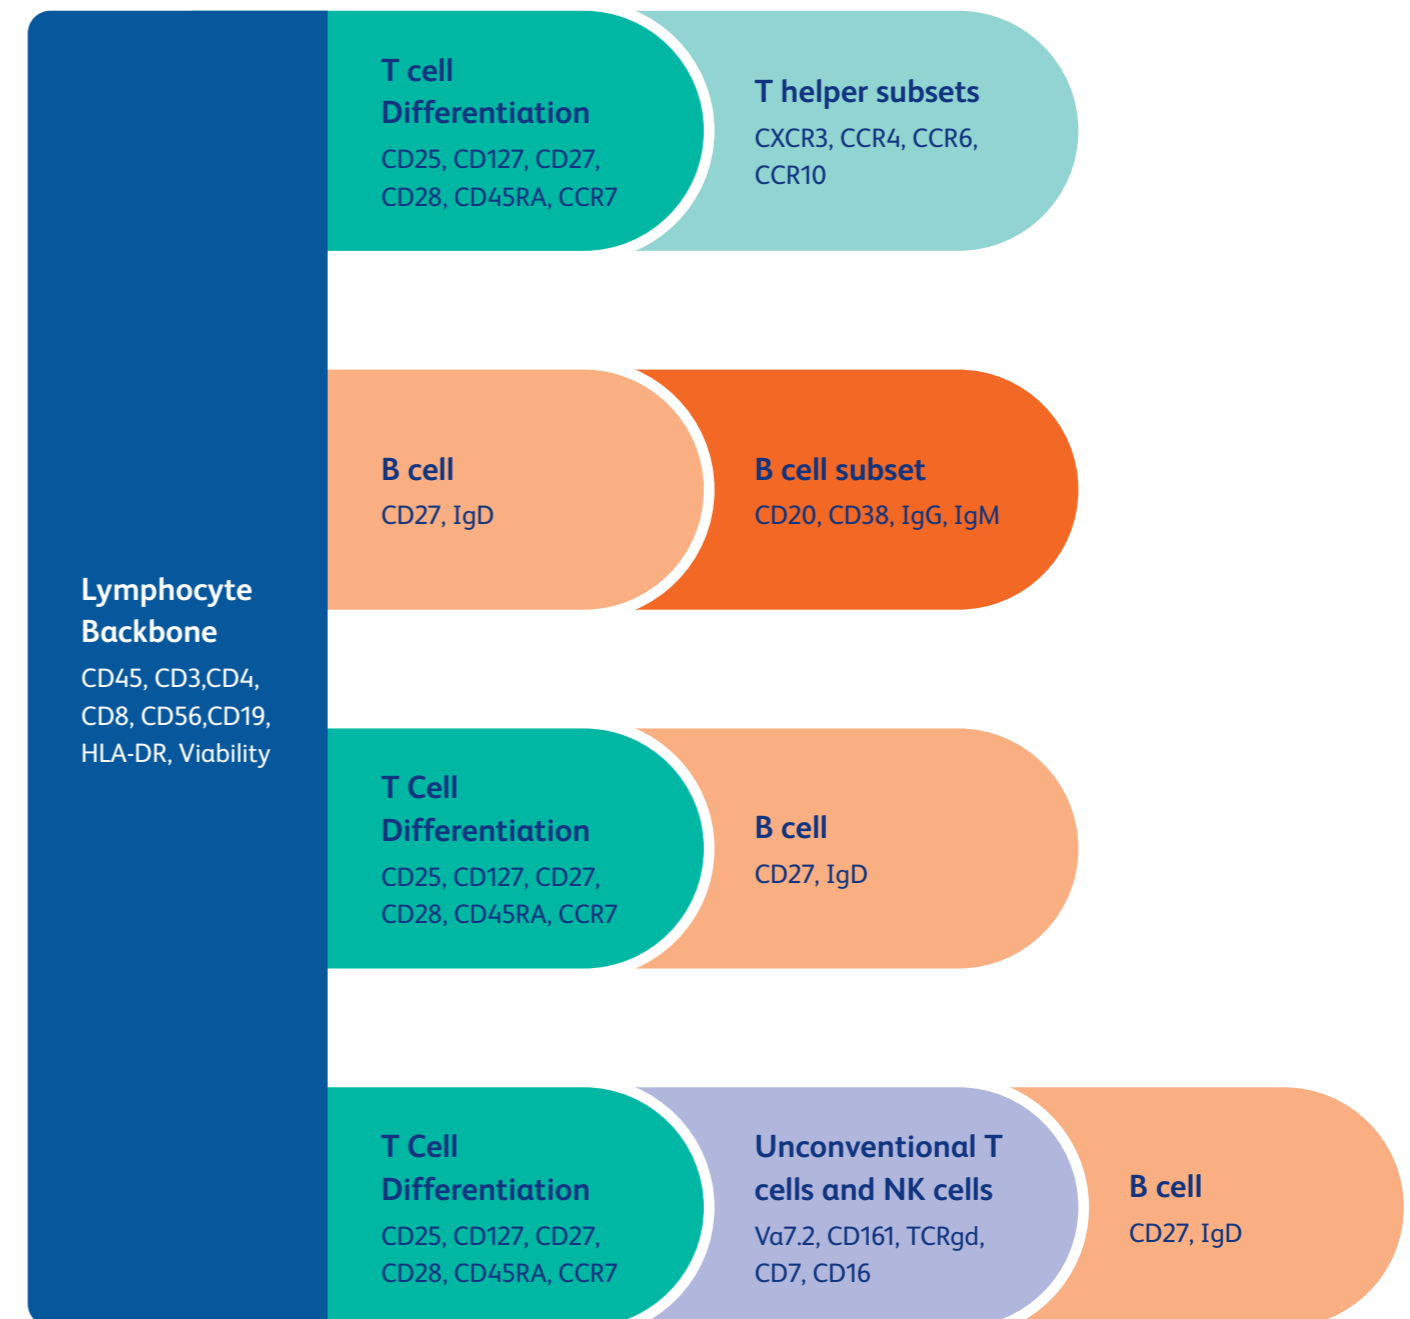 Lymphocyte
Backbone
CD45, CD3,CD4,
CD8, CD56,CD19,
HLA-DR, Viability
T cell
Differentiation
CD25, CD127, CD27,
CD28, CD45RA, CCR7
T helper subsets
CXCR3, CCR4, CCR6,
CCR10
B cell
CD27, IgD
B cell subset
CD20, CD38, IgG, IgM
T Cell
Differentiation
CD25, CD127, CD27,
CD28, CD45RA, CCR7
B cell
CD27, IgD
T Cell
Differentiation
CD25, CD127, CD27,
CD28, CD45RA, CCR7
Unconventional T
cells and NK cells
Vα7.2, CD161, TCRgd,
CD7, CD16
B cell
CD27, IgD